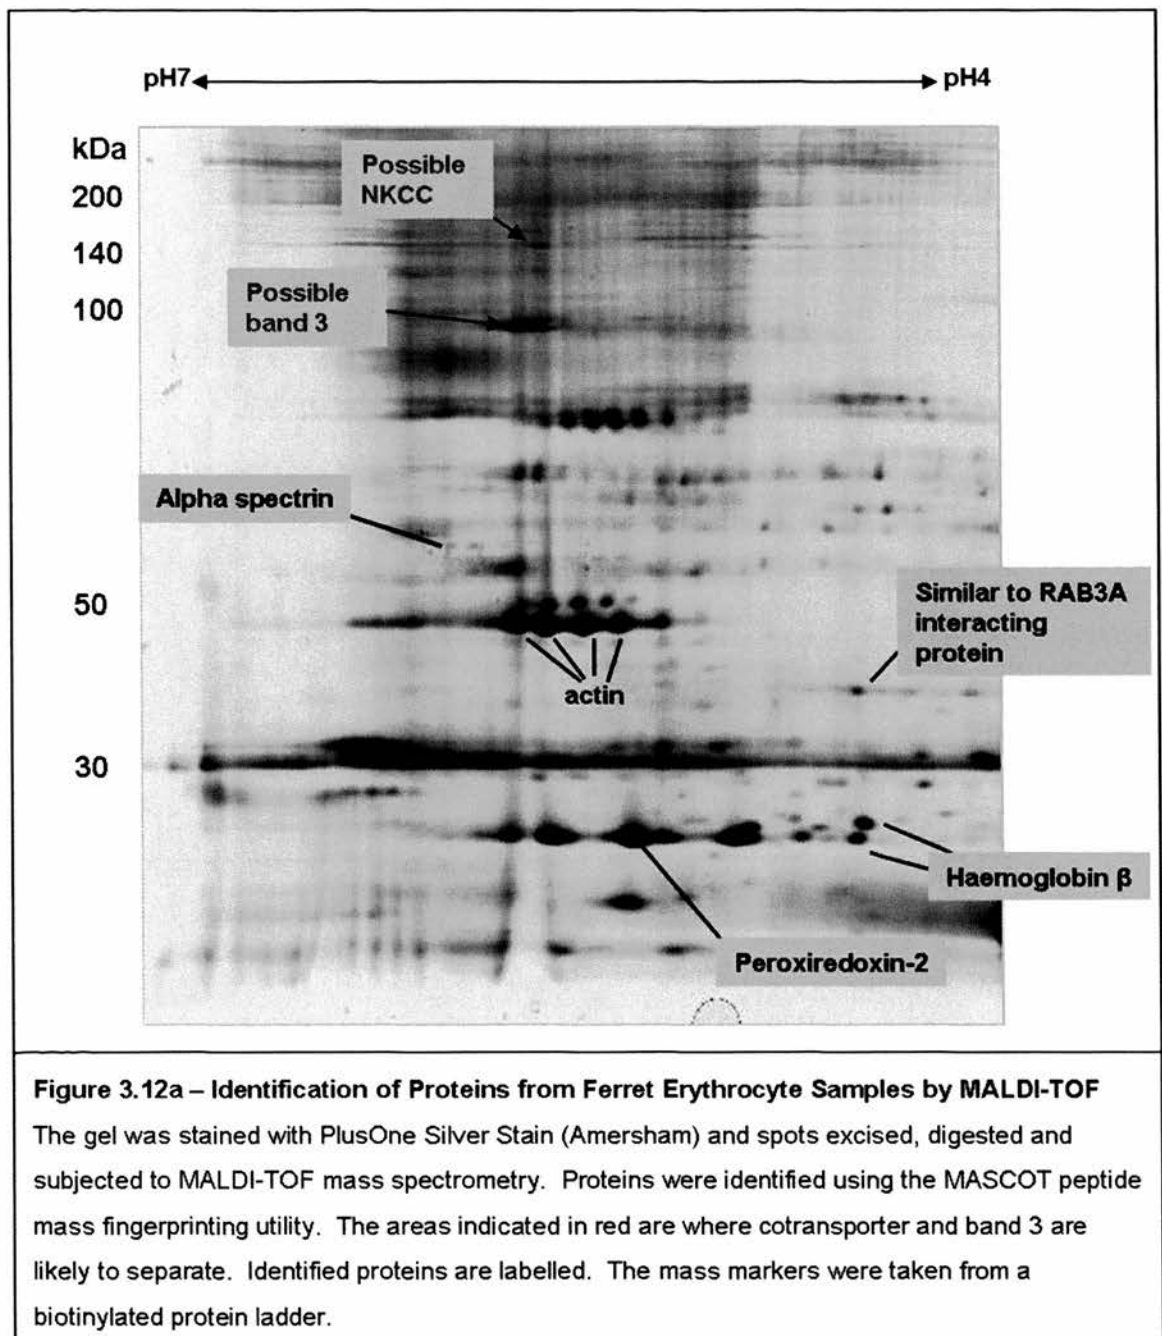 pH7 pH4
kDa
200
140
100
50
30
Possible
NKCC
Possible
band 3
Alpha spectrin
Similar to RAB3A
interacting
protein
actin
Haemoglobin β
Peroxiredoxin-2
Figure 3.12a – Identification of Proteins from Ferret Erythrocyte Samples by MALDI-TOF
The gel was stained with PlusOne Silver Stain (Amersham) and spots excised, digested and
subjected to MALDI-TOF mass spectrometry. Proteins were identified using the MASCOT peptide
mass fingerprinting utility. The areas indicated in red are where cotransporter and band 3 are
likely to separate. Identified proteins are labelled. The mass markers were taken from a
biotinylated protein ladder.